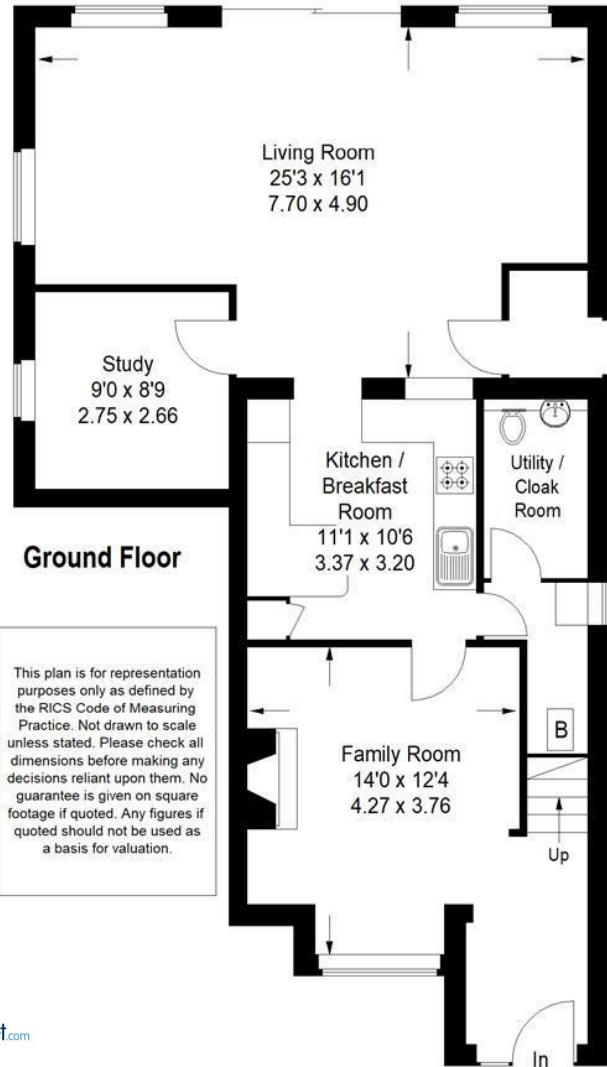 Living Room
25'3 x 16'1
7.70 x 4.90
Study
9'0 x 8'9
2.75 x 2.66
Kitchen /
Breakfast
Room
11'1 x 10'6
3.37 x 3.20
Utility /
Cloak
Room
Ground Floor
This plan is for representation
purposes only as defined by
the RICS Code of Measuring
Practice. Not drawn to scale
unless stated. Please check all
dimensions before making any
decisions reliant upon them. No
guarantee is given on square
footage if quoted. Any figures if
quoted should not be used as
a basis for valuation.
B
Family Room
14'0 x 12'4
4.27 x 3.76
Up
In
.com